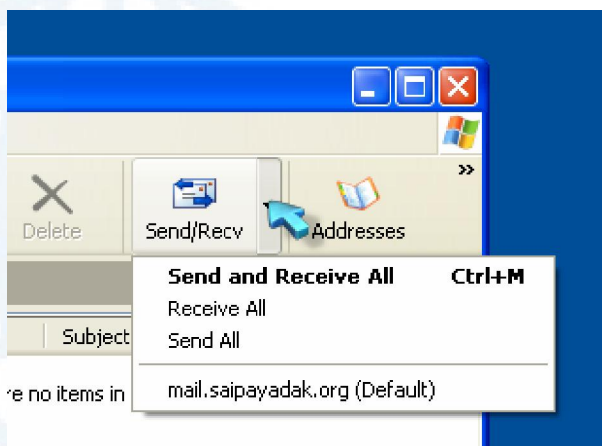 »
Delete Send/Recv Addresses
Send and Receive All Ctrl+M
Receive All
Subject Send All
re no items in mail.saipayadak.org (Default)